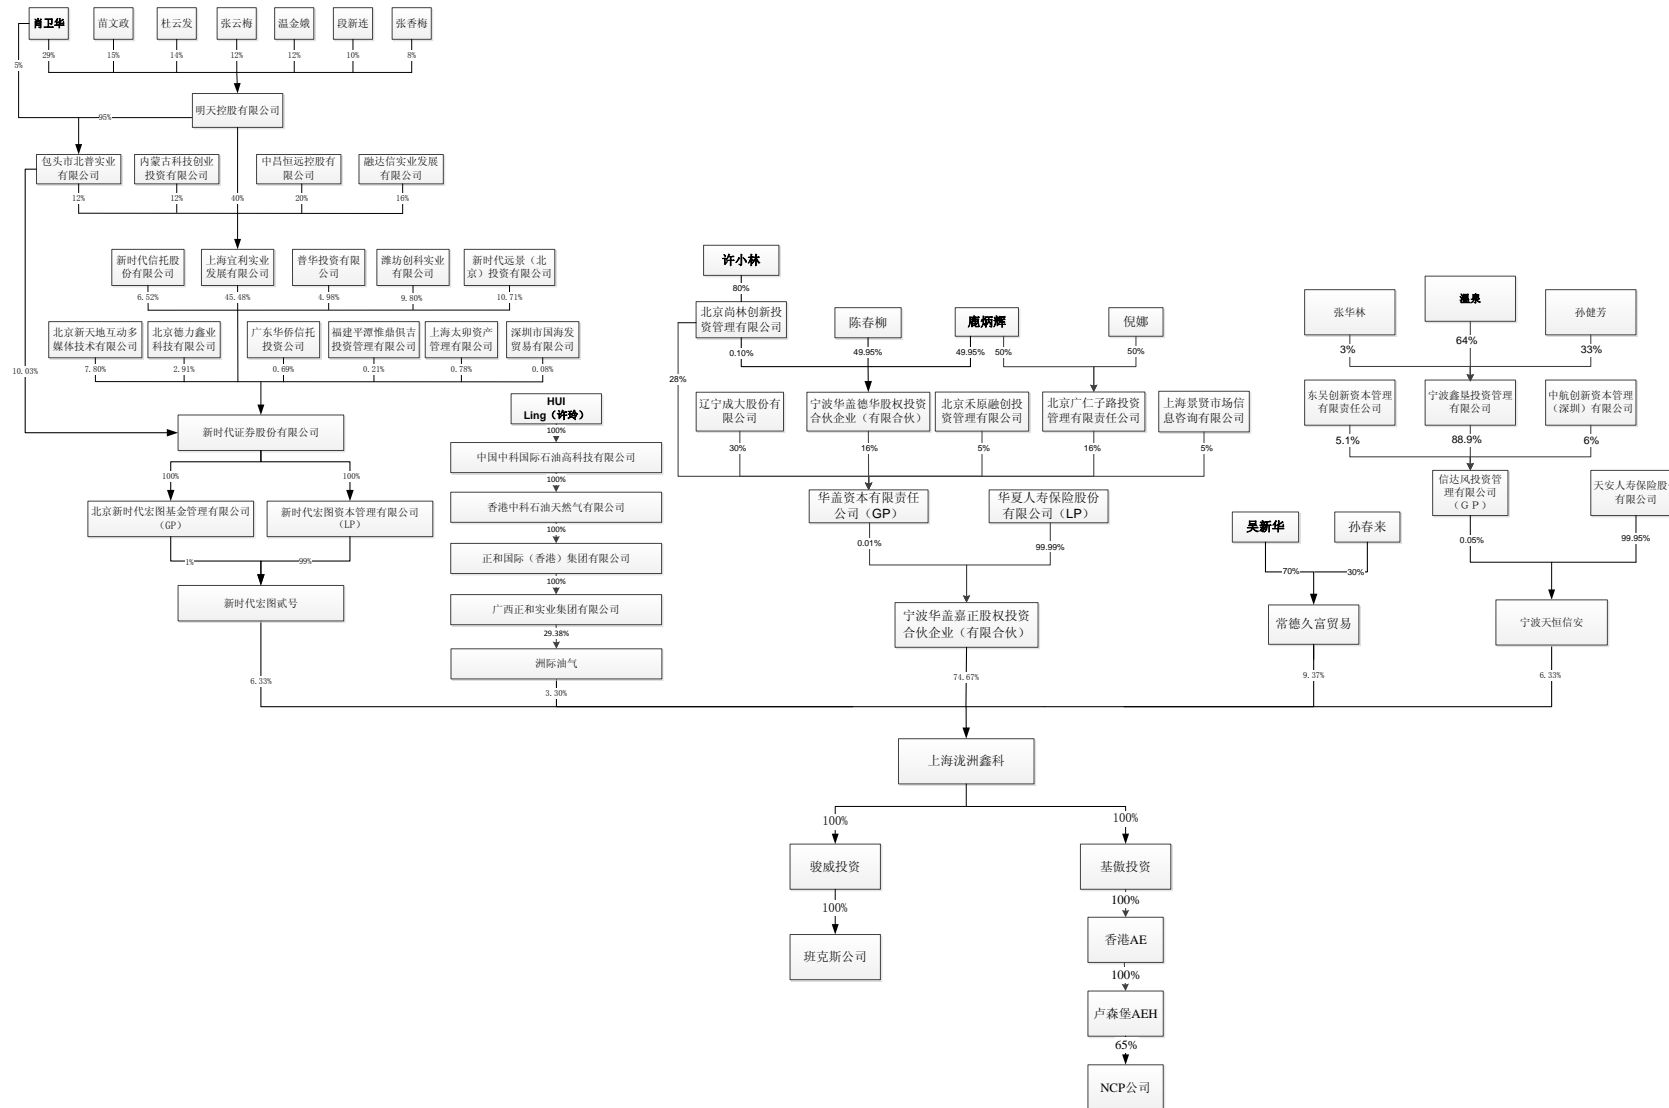 肖卫华
苗文政
杜云发
张云梅
温金娥
段新连
张香梅
29%
15%
14%
12%
12%
10%
8%
5%
明天控股有限公司
95%
包头市北普实业
有限公司
内蒙古科技创业
投资有限公司
中昌恒远控股有
限公司
融达信实业发展
有限公司
12%
12%
40%
20%
16%
新时代信托股
份有限公司
上海宜利实业
发展有限公司
普华投资有限
公司
潍坊创科实业
有限公司
新时代远景（北
京）投资有限公司
6.52%
45.48%
4.98%
9.80%
10.71%
北京新天地互动多
媒体技术有限公司
北京德力鑫业
科技有限公司
广东华侨信托
投资公司
福建平潭惟鼎俱吉
投资管理有限公司
上海太卯资产
管理有限公司
深圳市国海发
贸易有限公司
7.80%
2.91%
0.69%
0.21%
0.78%
0.08%
10.03%
新时代证券股份有限公司
100%
100%
北京新时代宏图基金管理有限公司
(GP)
新时代宏图资本管理有限公司
(LP)
1%
99%
新时代宏图贰号
6.33%
HUI
Ling（许玲）
100%
中国中科国际石油高科技有限公司
100%
香港中科石油天然气有限公司
100%
正和国际（香港）集团有限公司
100%
广西正和实业集团有限公司
29.38%
洲际油气
3.30%
许小林
80%
北京尚林创新投
资管理有限公司
陈春柳
鹿炳辉
倪娜
0.10%
49.95%
49.95%
50%
50%
28%
辽宁成大股份有
限公司
宁波华盖德华股权投资
合伙企业（有限合伙）
北京禾原融创投
资管理有限公司
北京广仁子路投资
管理有限责任公司
上海景贤市场信
息咨询有限公司
30%
16%
5%
16%
5%
华盖资本有限责任
公司（GP）
华夏人寿保险股份
有限公司（LP）
0.01%
99.99%
宁波华盖嘉正股权投资
合伙企业（有限合伙）
74.67%
吴新华
孙春来
70%
30%
常德久富贸易
9.37%
张华林
温泉
孙健芳
3%
64%
33%
东吴创新资本管理
有限责任公司
宁波鑫垦投资管理
有限公司
中航创新资本管理
（深圳）有限公司
5.1%
88.9%
6%
信达风投资管
理有限公司
（ＧＰ）
天安人寿保险股份
有限公司
0.05%
99.95%
宁波天恒信安
6.33%
上海泷洲鑫科
100%
100%
骏威投资
基傲投资
100%
100%
班克斯公司
香港AE
100%
卢森堡AEH
65%
NCP公司